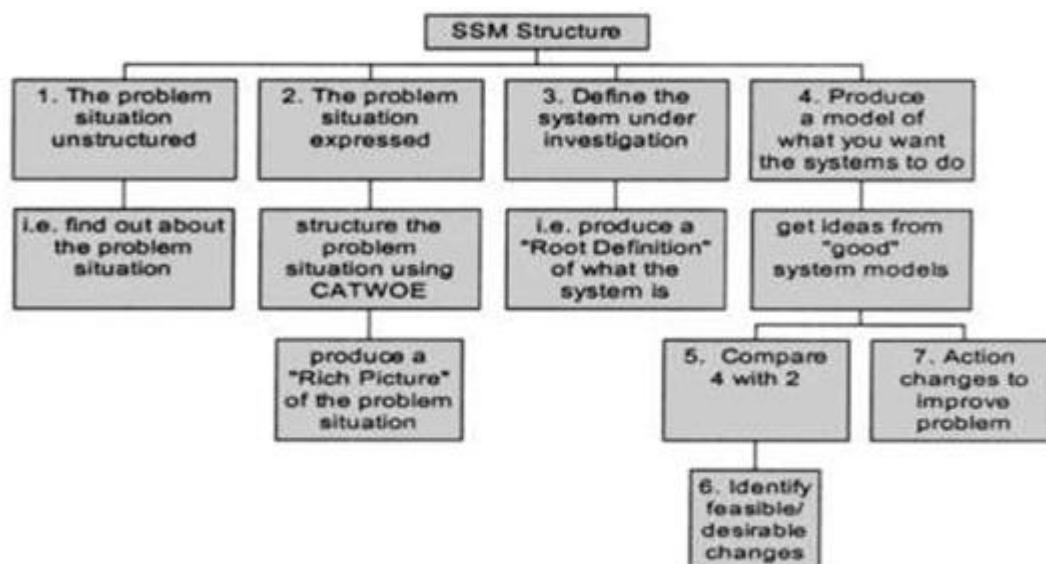 SSM Structure
1. The problem
situation
unstructured
2. The problem
situation
expressed
3. Define the
system under
investigation
4. Produce
a model of
what you want
the systems to do
i.e. find out about
the problem
situation
structure the
problem
situation using
CATWOE
i.e. produce a
"Root Definition"
of what the
system is
get ideas from
"good"
system models
produce a
"Rich Picture"
of the problem
situation
5. Compare
4 with 2
7. Action
changes to
improve
problem
6. Identify
feasible/
desirable
changes